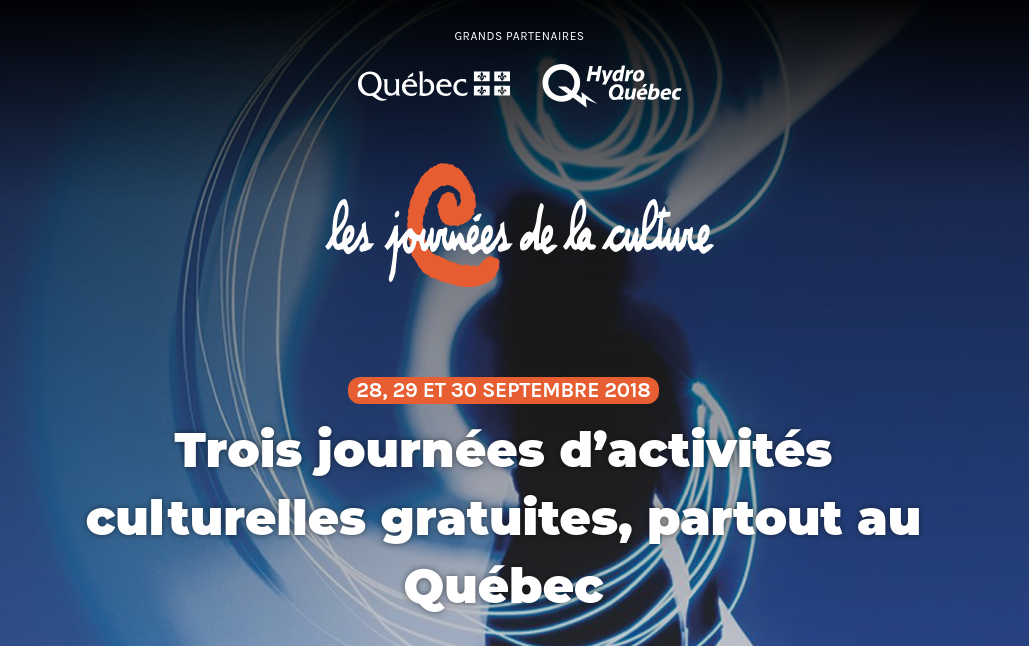 GRANDS PARTENAIRES
Québec
Hydro
Québec
les journées de la culture
28, 29 ET 30 SEPTEMBRE 2018
Trois journées d’activités
culturelles gratuites, partout au
Québec